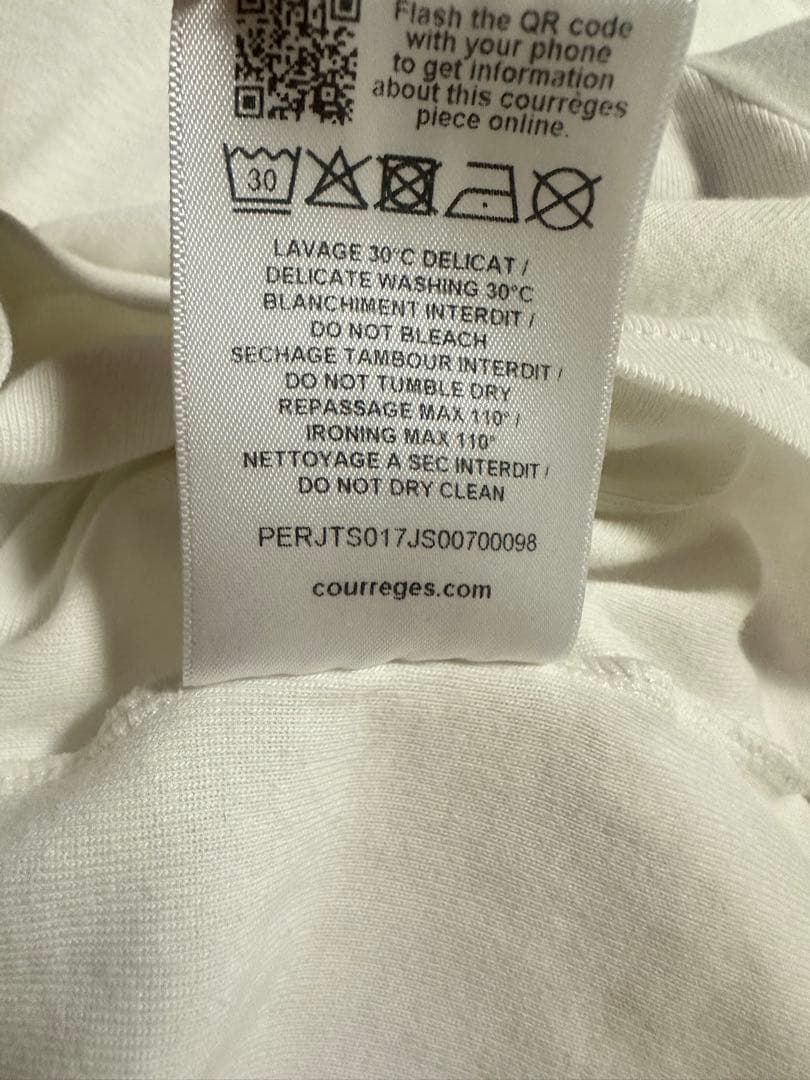 Flash the QR code
with your phone
to get information
about this courrèges
piece online.
30
LAVAGE 30°C DELICAT /
DELICATE WASHING 30°C
BLANCHIMENT INTERDIT /
DO NOT BLEACH
SECHAGE TAMBOUR INTERDIT /
DO NOT TUMBLE DRY
REPASSAGE MAX 110° /
IRONING MAX 110°
NETTOYAGE A SEC INTERDIT /
DO NOT DRY CLEAN
PERJTS017JS00700098
courreges.com